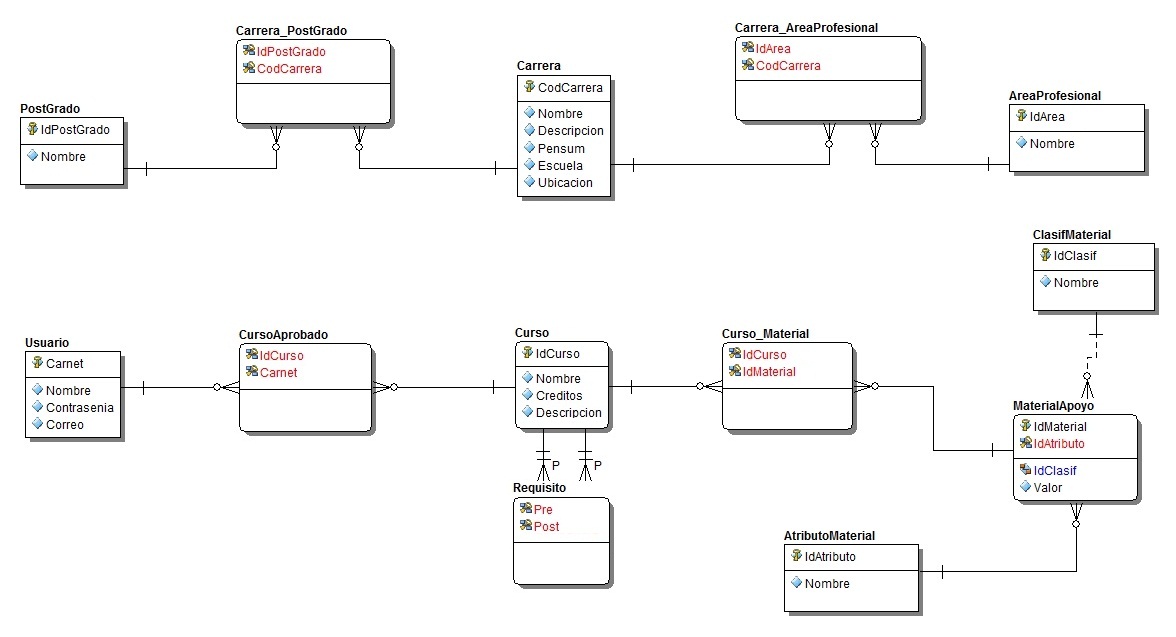 Carrera_PostGrado
IdPostGrado
CodCarrera
Carrera_AreaProfesional
IdArea
CodCarrera
Carrera
CodCarrera
Nombre
Descripcion
Pensum
Escuela
Ubicacion
PostGrado
IdPostGrado
Nombre
AreaProfesional
IdArea
Nombre
ClasifMaterial
IdClasif
Nombre
Usuario
Carnet
Nombre
Contrasenia
Correo
CursoAprobado
IdCurso
Carnet
Curso
IdCurso
Nombre
Creditos
Descripcion
Curso_Material
IdCurso
IdMaterial
MaterialApoyo
IdMaterial
IdAtributo
IdClasif
Valor
P
P
Requisito
Pre
Post
AtributoMaterial
IdAtributo
Nombre